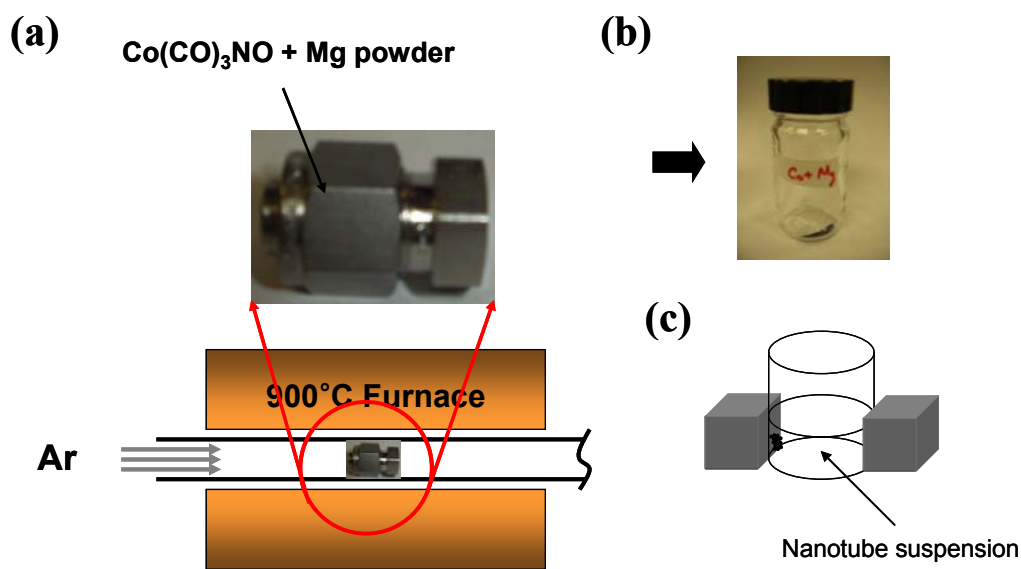 (a)
Co(CO)₃NO + Mg powder
900°C Furnace
Ar
(b)
Co + Mg
(c)
Nanotube suspension